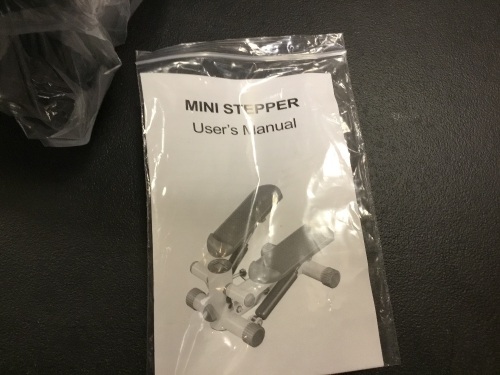 MINI STEPPER
User's Manual